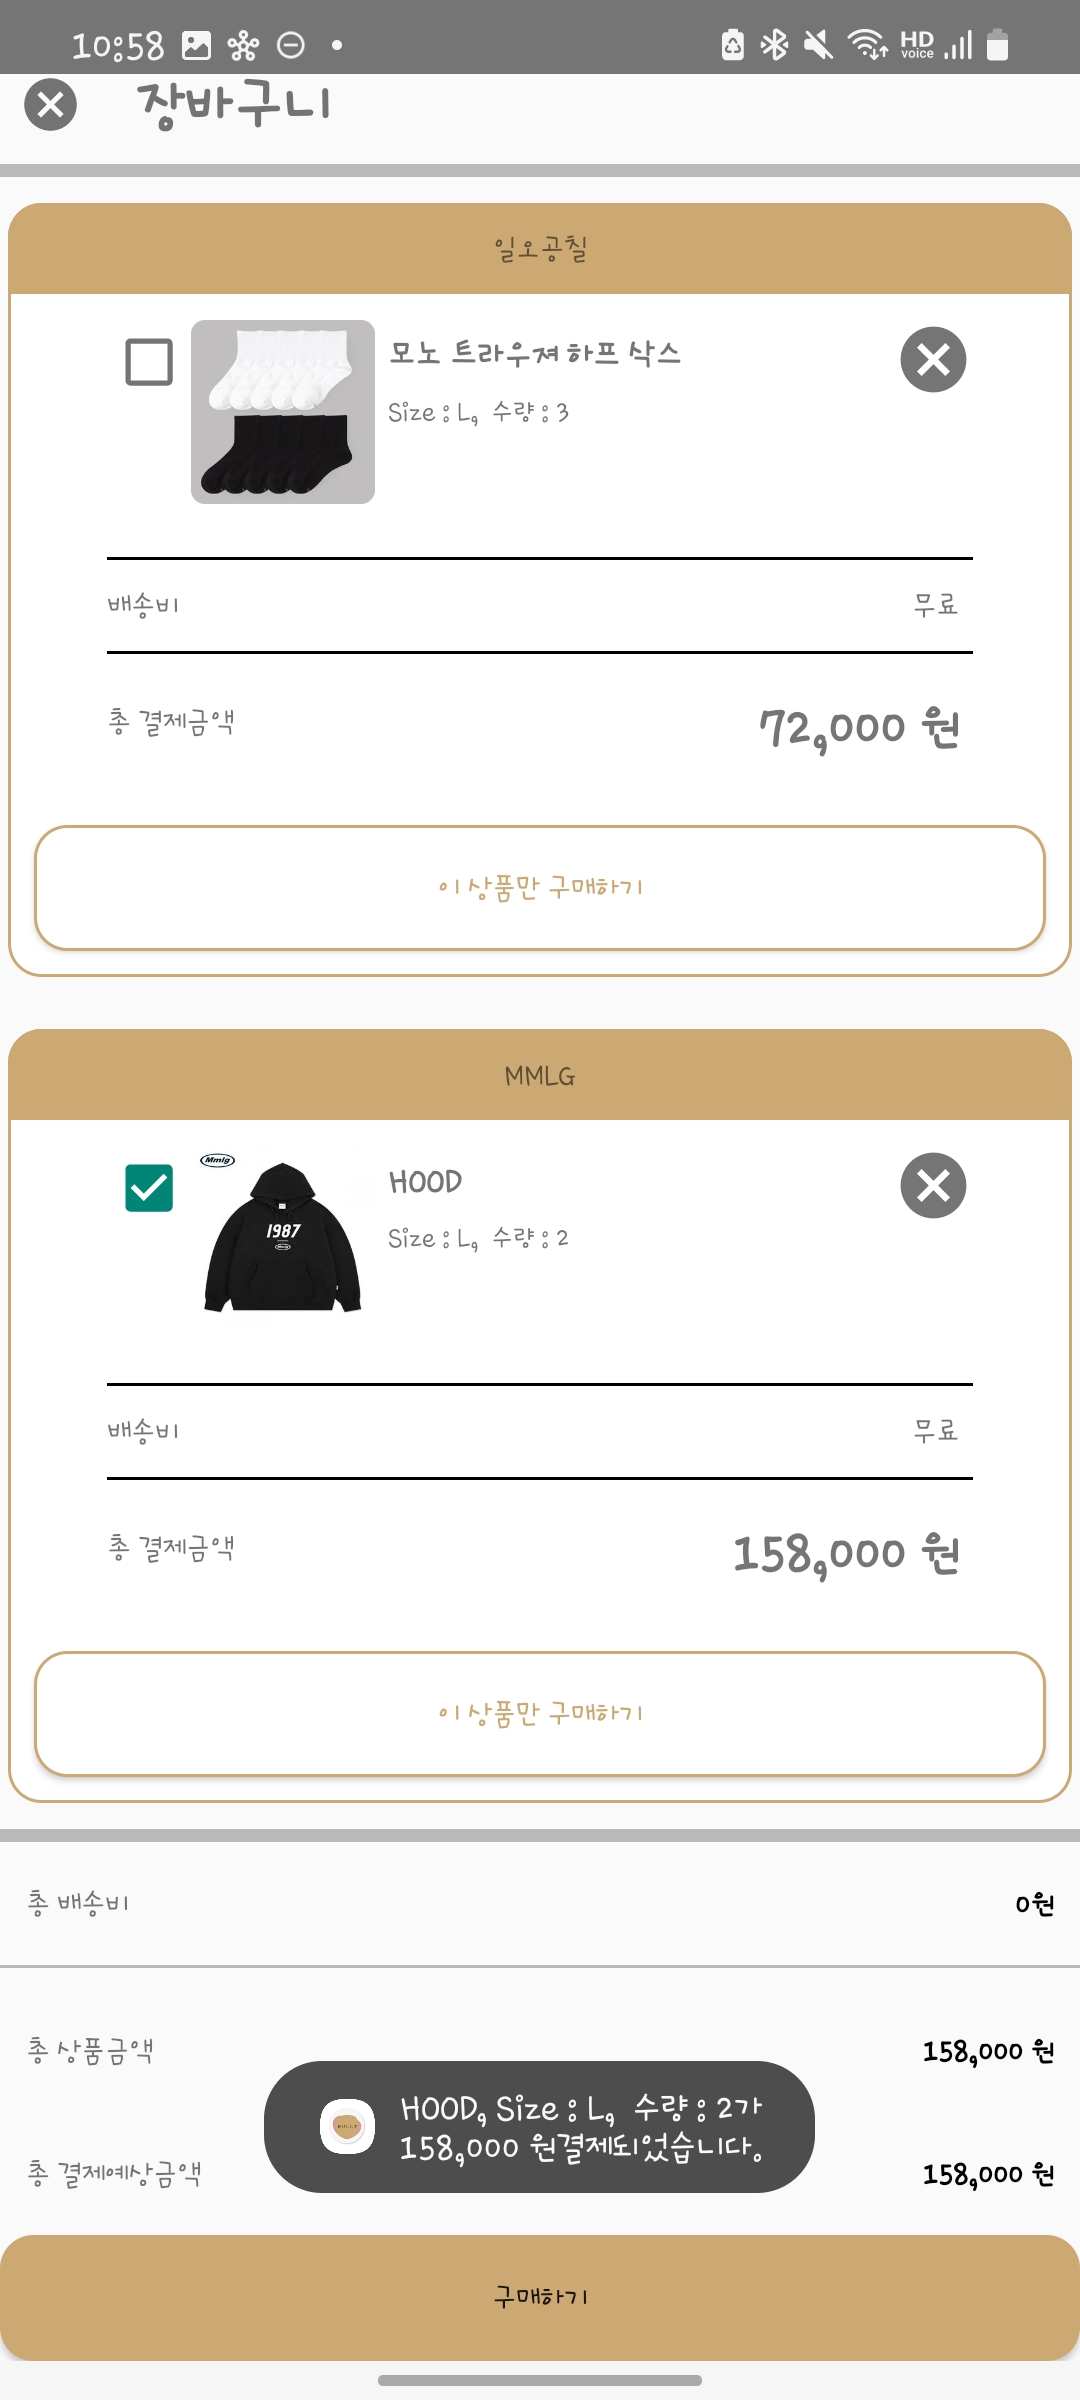 10:58
HD
voice
장바구니
일오공칠
모노 트라우져 하프 삭스
Size : L, 수량 : 3
배송비 무료
총 결제금액 72,000 원
이 상품만 구매하기
MMLG
Mmlg
1987
Mmlg
HOOD
Size : L, 수량 : 2
배송비 무료
총 결제금액 158,000 원
이 상품만 구매하기
총 배송비 0원
총 상품금액 158,000 원
HOOD, Size : L, 수량 : 2가
158,000 원결제되었습니다.
총 결제예상금액 158,000 원
구매하기